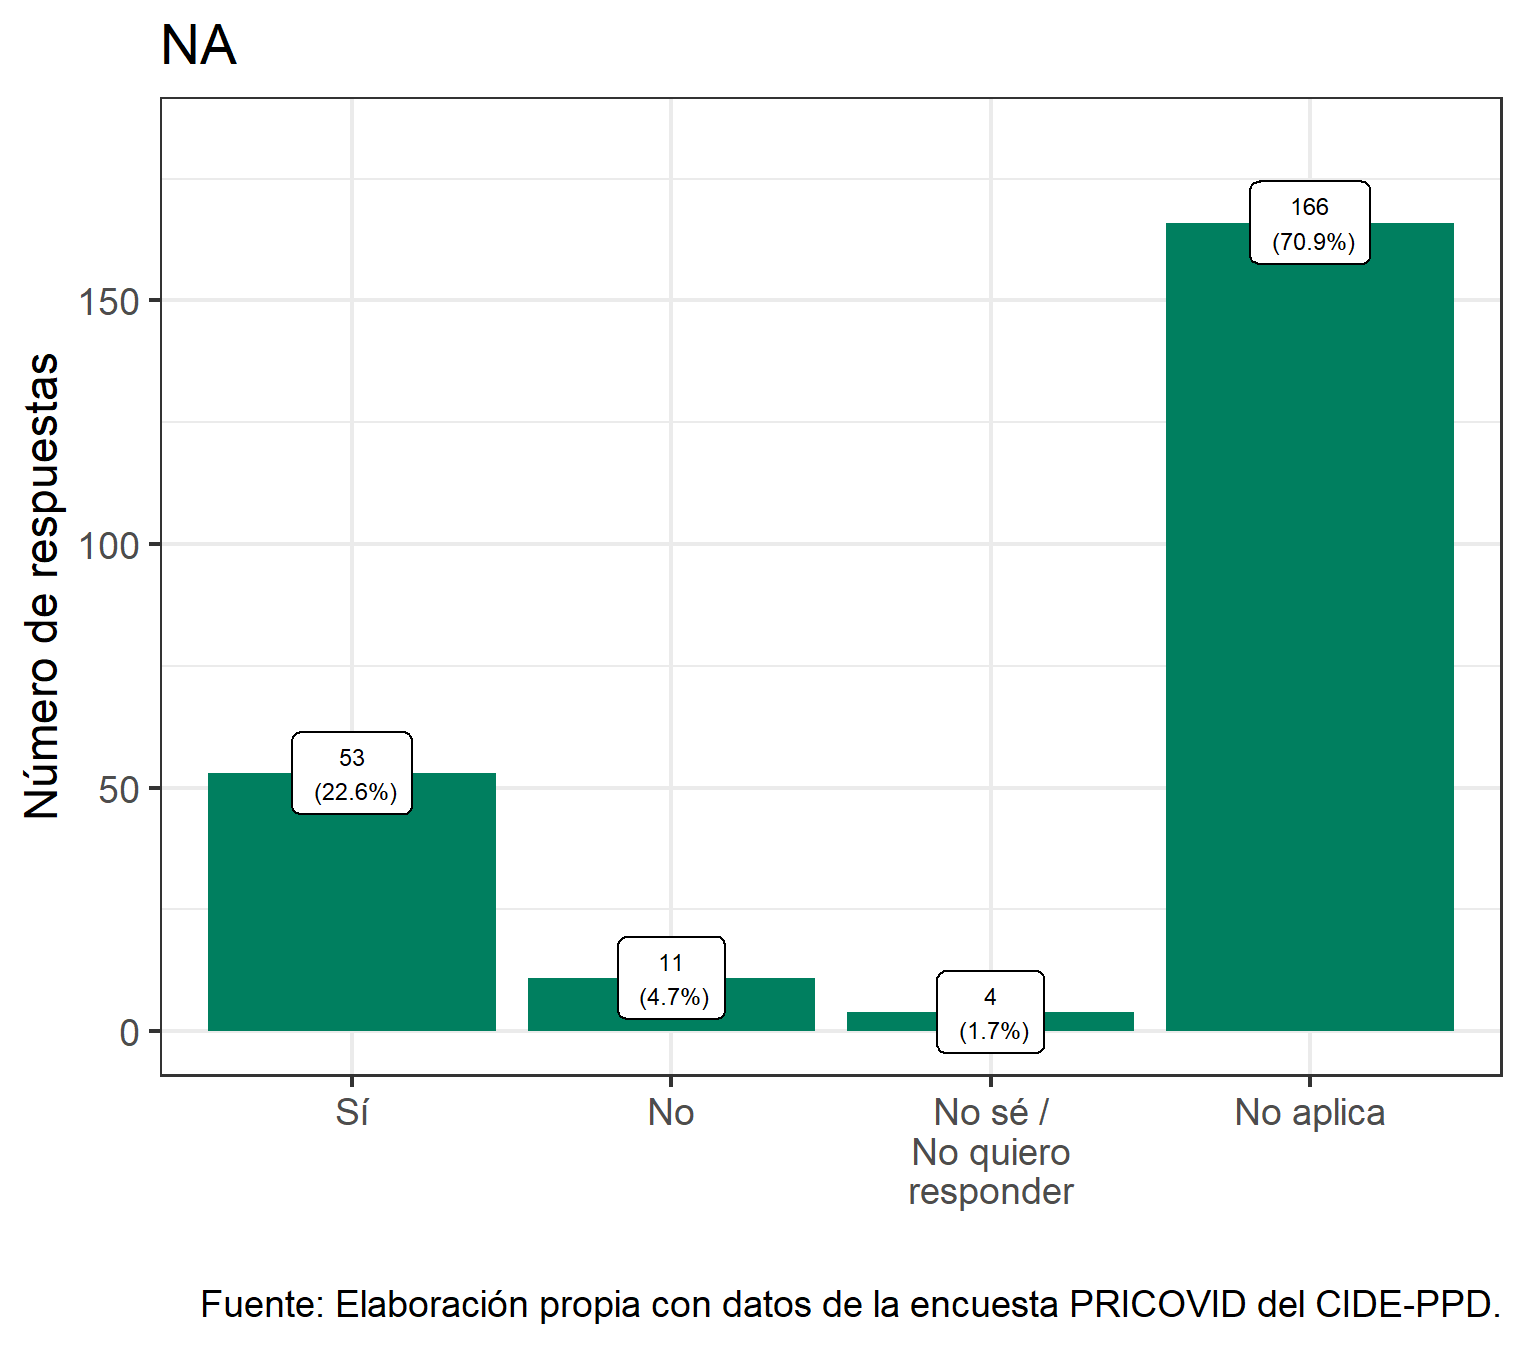 NA
Número de respuestas
150
100
50
0
53
(22.6%)
11
(4.7%)
4
(1.7%)
166
(70.9%)
Sí
No
No sé /
No quiero
responder
No aplica
Fuente: Elaboración propia con datos de la encuesta PRICOVID del CIDE-PPD.